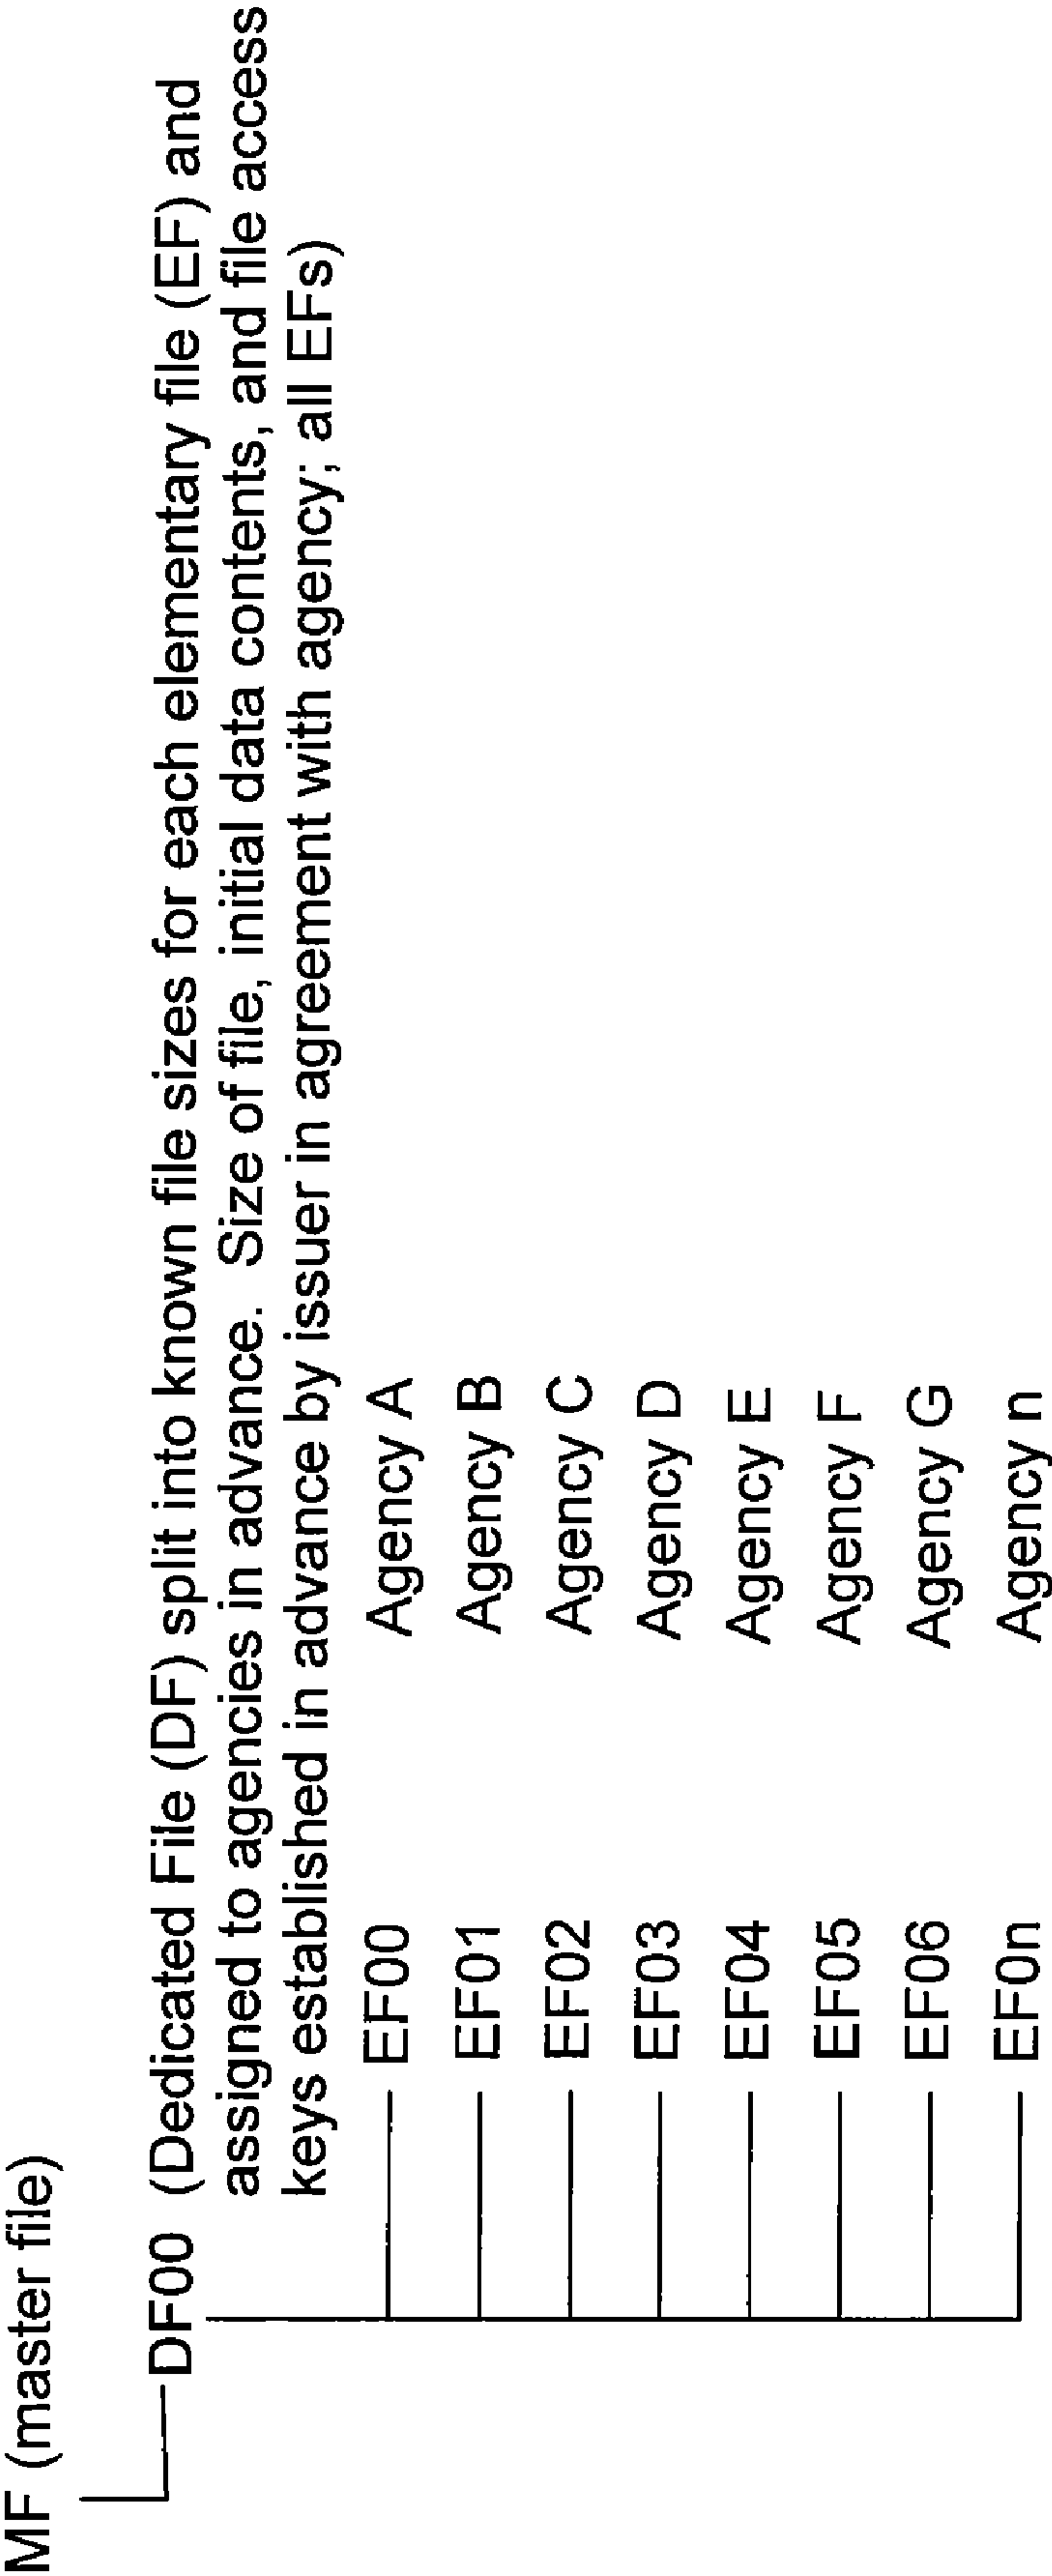 MF (master file)
DF00 (Dedicated File (DF) split into known file sizes for each elementary file (EF) and
assigned to agencies in advance. Size of file, initial data contents, and file access
keys established in advance by issuer in agreement with agency; all EFs)
EF00 Agency A
EF01 Agency B
EF02 Agency C
EF03 Agency D
EF04 Agency E
EF05 Agency F
EF06 Agency G
EF0n Agency n